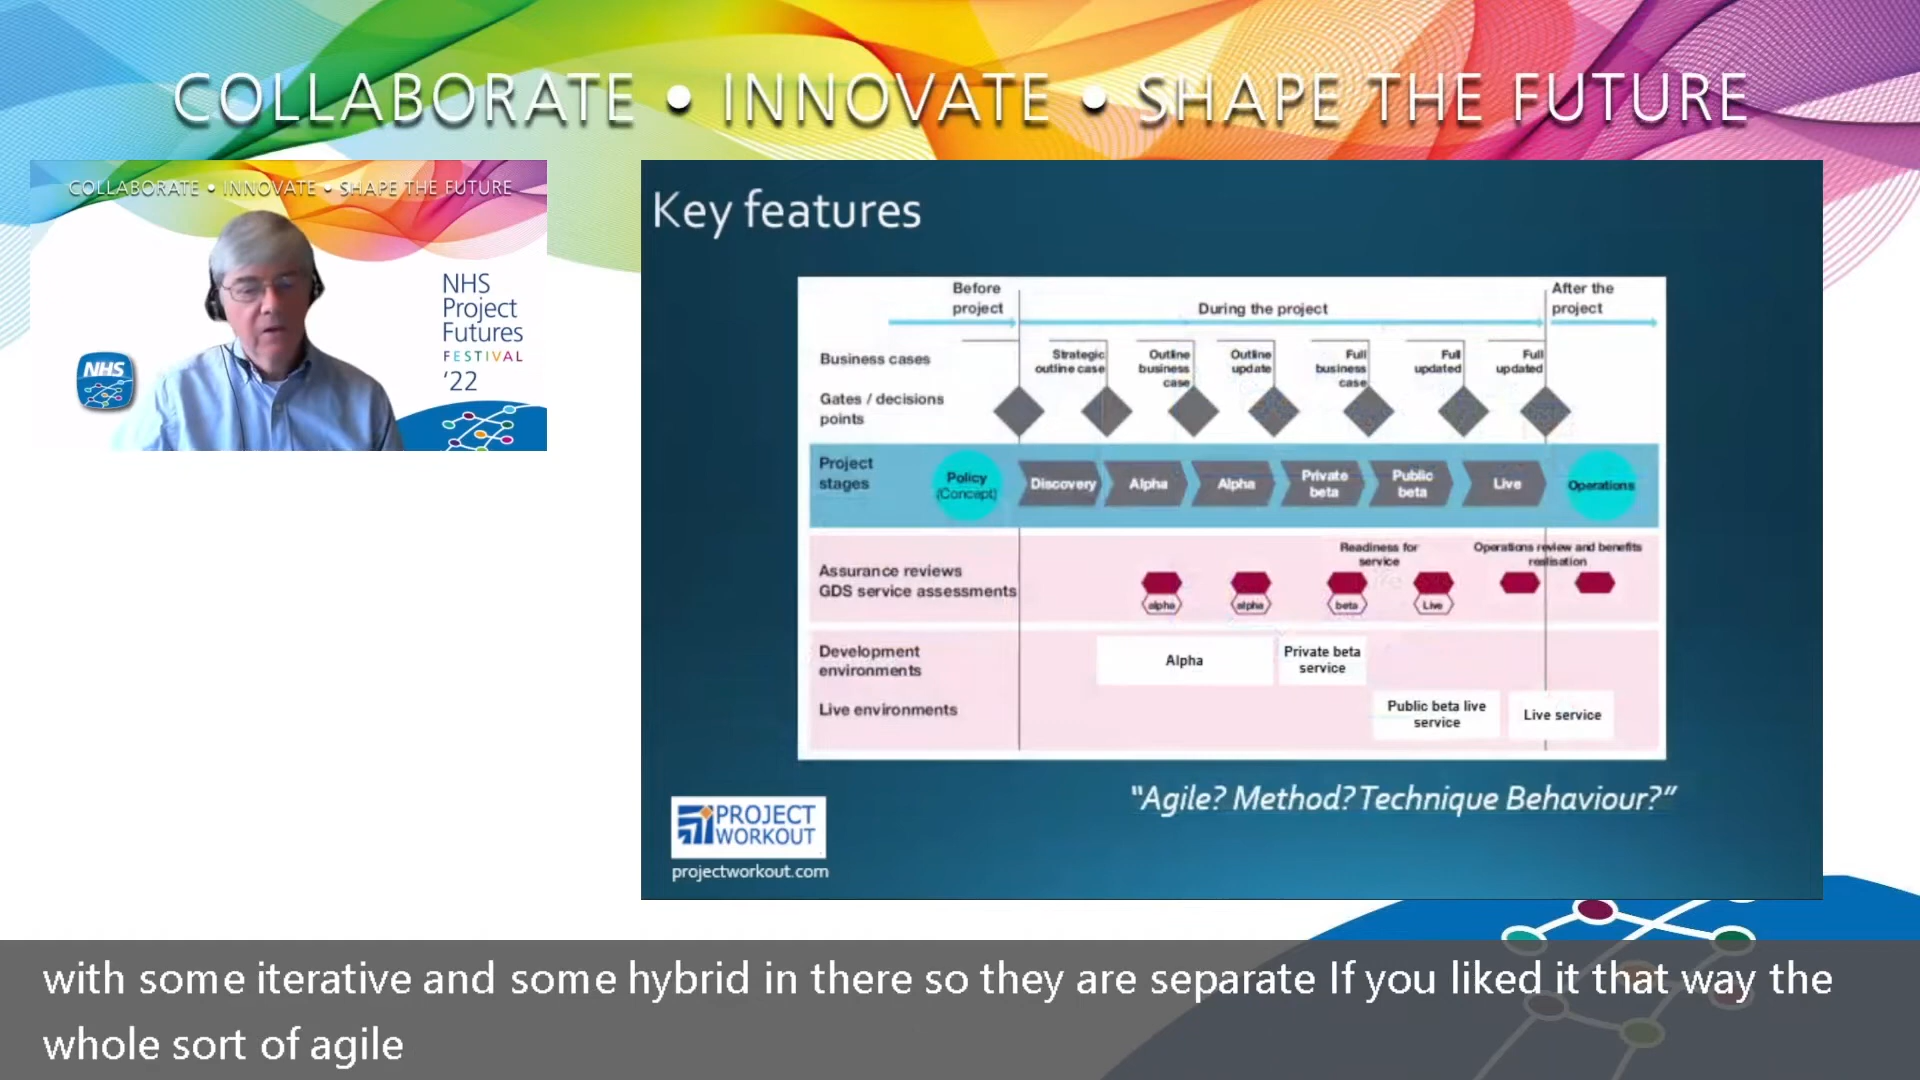 COLLABORATE • INNOVATE • SHAPE THE FUTURE
COLLABORATE • INNOVATE • SHAPE THE FUTURE
NHS
Project
Futures
FESTIVAL
'22
NHS
Key features
Before
project
During the project
After the
project
Business cases
Strategic
outline case
Outline
business
case
Outline
update
Full
business
case
Full
updated
Full
updated
Gates / decisions
points
Project
stages
Policy
(Concept)
Discovery
Alpha
Alpha
Private
beta
Public
beta
Live
Operations
Assurance reviews
GDS service assessments
Readiness for
service
Operations review and benefits
realisation
alpha
alpha
beta
Live
Development
environments
Alpha
Private beta
service
Live environments
Public beta live
service
Live service
"Agile? Method? Technique Behaviour?"
PROJECT
WORKOUT
projectworkout.com
with some iterative and some hybrid in there so they are separate If you liked it that way the
whole sort of agile